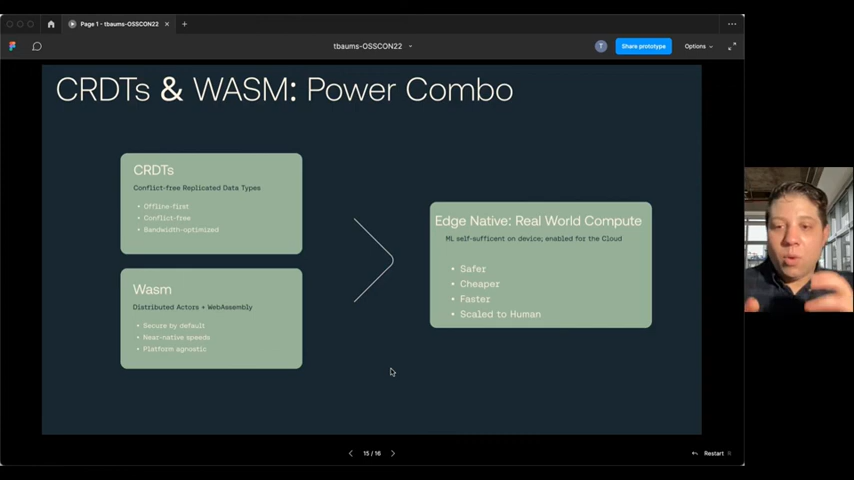 Page 1 - tbaums-OSSCON22
tbaums-OSSCON22
T
Share prototype
Options
CRDTs & WASM: Power Combo
CRDTs
Conflict-free Replicated Data Types
• Offline-first
• Conflict-free
• Bandwidth-optimized
Wasm
Distributed Actors + WebAssembly
• Secure by default
• Near-native speeds
• Platform agnostic
Edge Native: Real World Compute
ML self-sufficent on device; enabled for the Cloud
• Safer
• Cheaper
• Faster
• Scaled to Human
15 / 16
Restart R